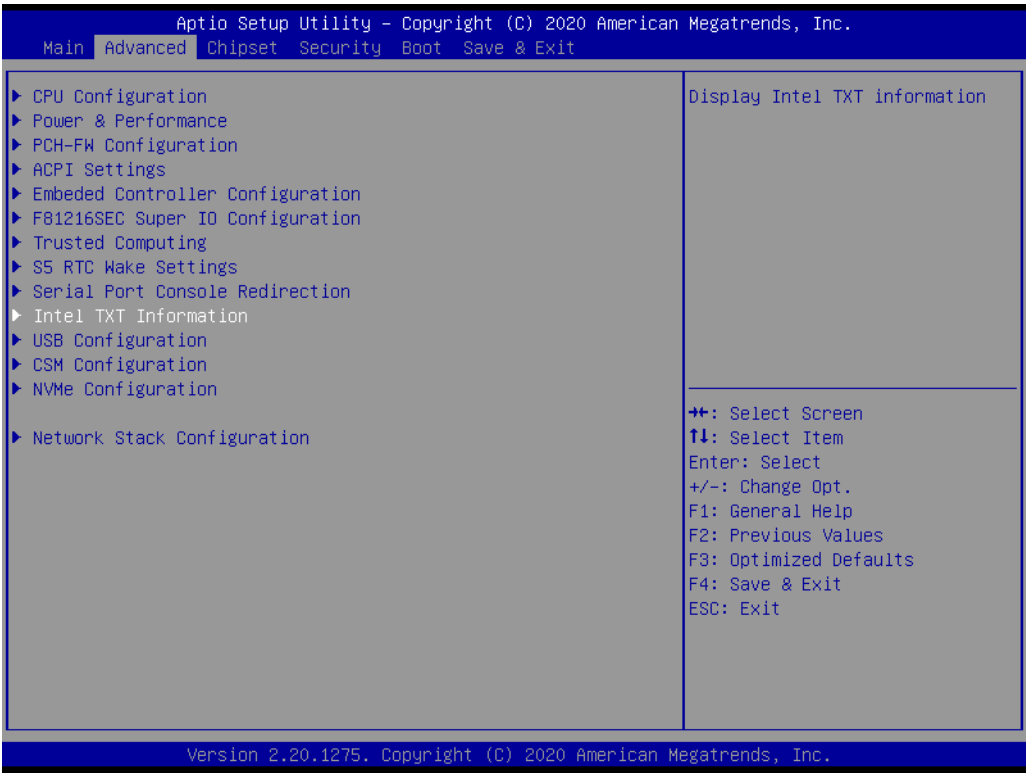 Aptio Setup Utility – Copyright (C) 2020 American Megatrends, Inc.
Main Advanced Chipset Security Boot Save & Exit
▶ CPU Configuration
▶ Power & Performance
▶ PCH-FW Configuration
▶ ACPI Settings
▶ Embeded Controller Configuration
▶ F81216SEC Super IO Configuration
▶ Trusted Computing
▶ S5 RTC Wake Settings
▶ Serial Port Console Redirection
▶ Intel TXT Information
▶ USB Configuration
▶ CSM Configuration
▶ NVMe Configuration
▶ Network Stack Configuration
Display Intel TXT information
→←: Select Screen
↑↓: Select Item
Enter: Select
+/-: Change Opt.
F1: General Help
F2: Previous Values
F3: Optimized Defaults
F4: Save & Exit
ESC: Exit
Version 2.20.1275. Copyright (C) 2020 American Megatrends, Inc.